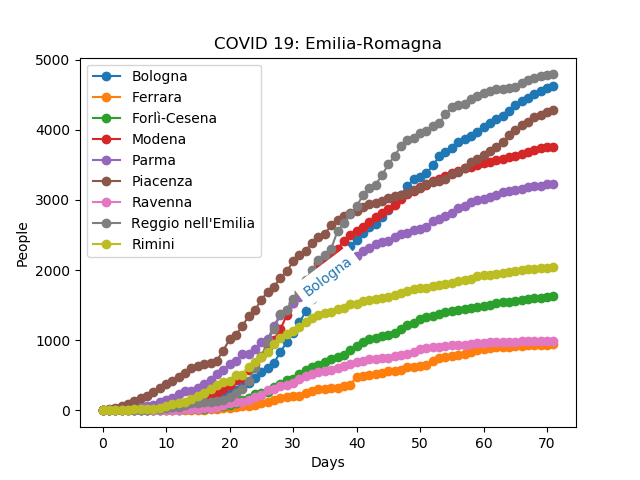 COVID 19: Emilia-Romagna
5000
4000
3000
2000
1000
0
People
Bologna
Ferrara
Forlì-Cesena
Modena
Parma
Piacenza
Ravenna
Reggio nell'Emilia
Rimini
Bologna
0 10 20 30 40 50 60 70
Days